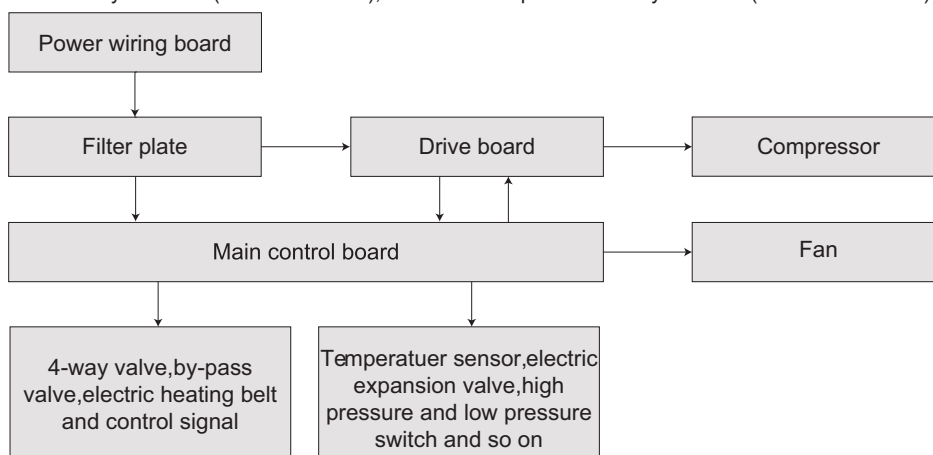 Power wiring board
Filter plate
Drive board
Compressor
Main control board
Fan
4-way valve,by-pass
valve,electric heating belt
and control signal
Temperatuer sensor,electric
expansion valve,high
pressure and low pressure
switch and so on